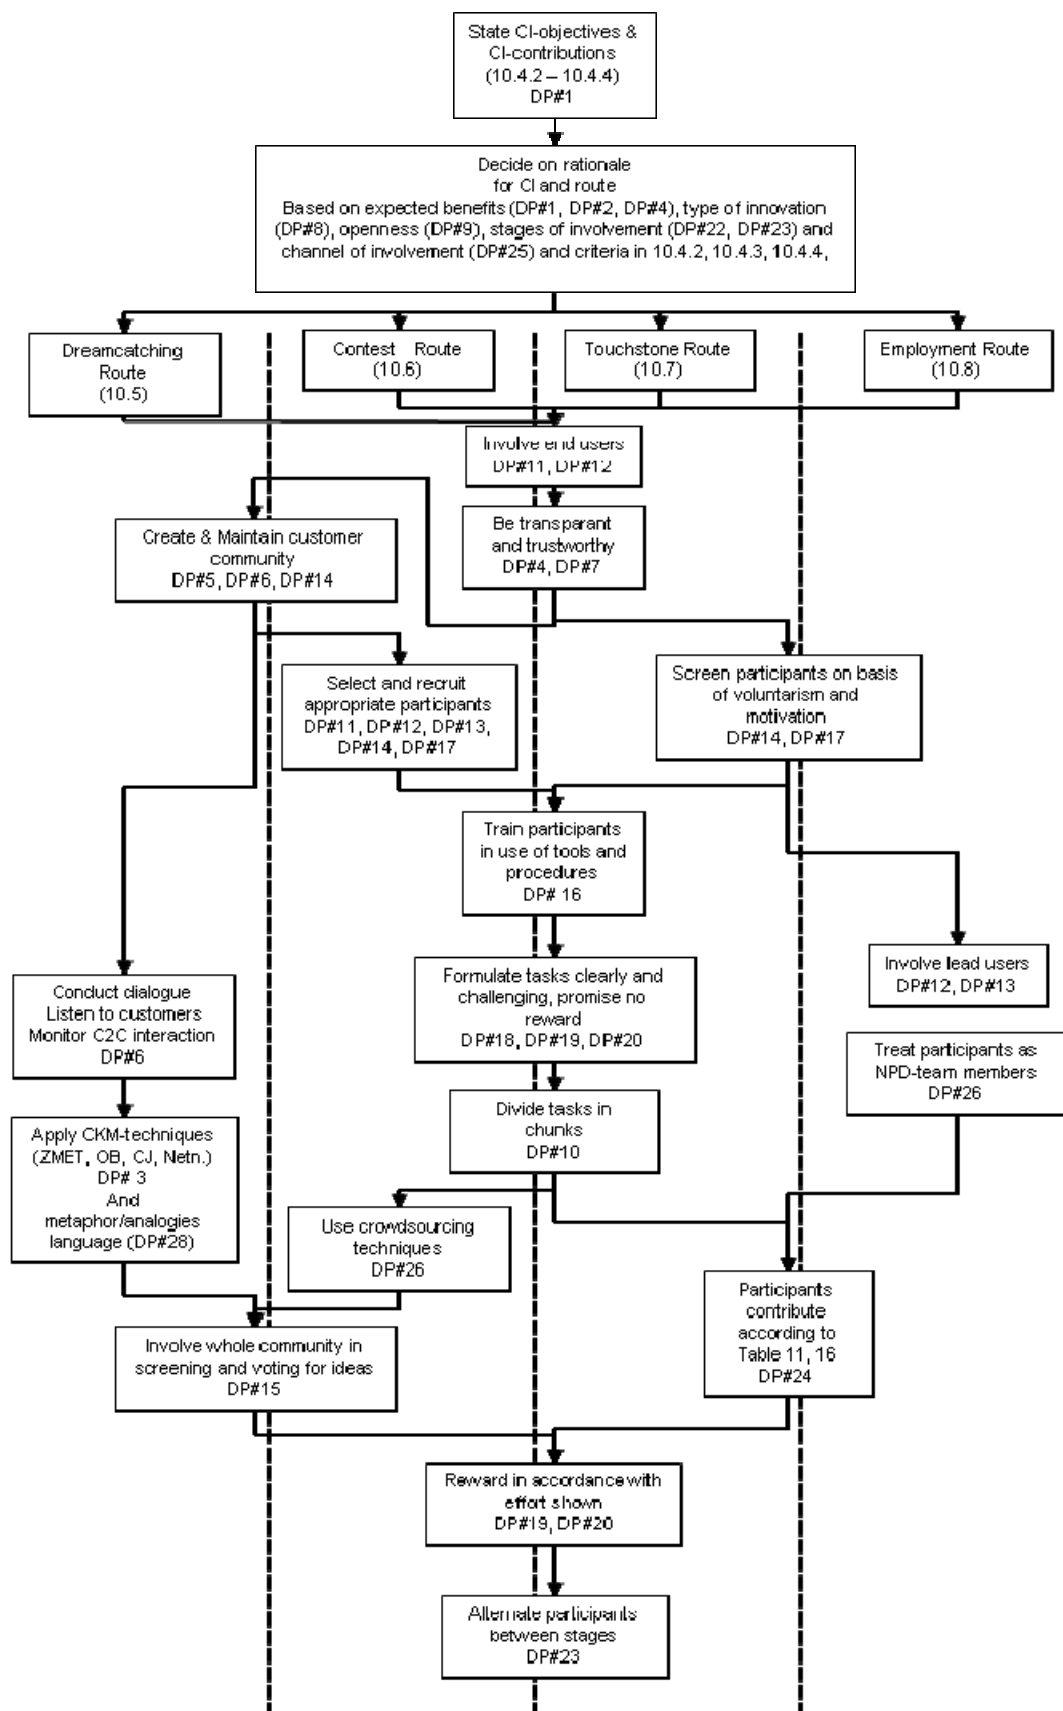 State CI-objectives &
CI-contributions
(10.4.2 – 10.4.4)
DP#1
Decide on rationale
for CI and route
Based on expected benefits (DP#1, DP#2, DP#4), type of innovation
(DP#8), openness (DP#9), stages of involvement (DP#22, DP#23) and
channel of involvement (DP#25) and criteria in 10.4.2, 10.4.3, 10.4.4,
Dreamcatching
Route
(10.5)
Contest Route
(10.6)
Touchstone Route
(10.7)
Employment Route
(10.8)
Involve end users
DP#11, DP#12
Be transparant
and trustworthy
DP#4, DP#7
Create & Maintain customer
community
DP#5, DP#6, DP#14
Select and recruit
appropriate participants
DP#11, DP#12, DP#13,
DP#14, DP#17
Screen participants on basis
of voluntarism and
motivation
DP#14, DP#17
Train participants
in use of tools and
procedures
DP# 16
Involve lead users
DP#12, DP#13
Formulate tasks clearly and
challenging, promise no
reward
DP#18, DP#19, DP#20
Conduct dialogue
Listen to customers
Monitor C2C interaction
DP#6
Treat participants as
NPD-team members
DP#26
Divide tasks in
chunks
DP#10
Apply CKM-techniques
(ZMET, OB, CJ, Netn.)
DP# 3
And
metaphor/analogies
language (DP#28)
Use crowdsourcing
techniques
DP#26
Participants
contribute
according to
Table 11, 16
DP#24
Involve whole community in
screening and voting for ideas
DP#15
Reward in accordance with
effort shown
DP#19, DP#20
Alternate participants
between stages
DP#23